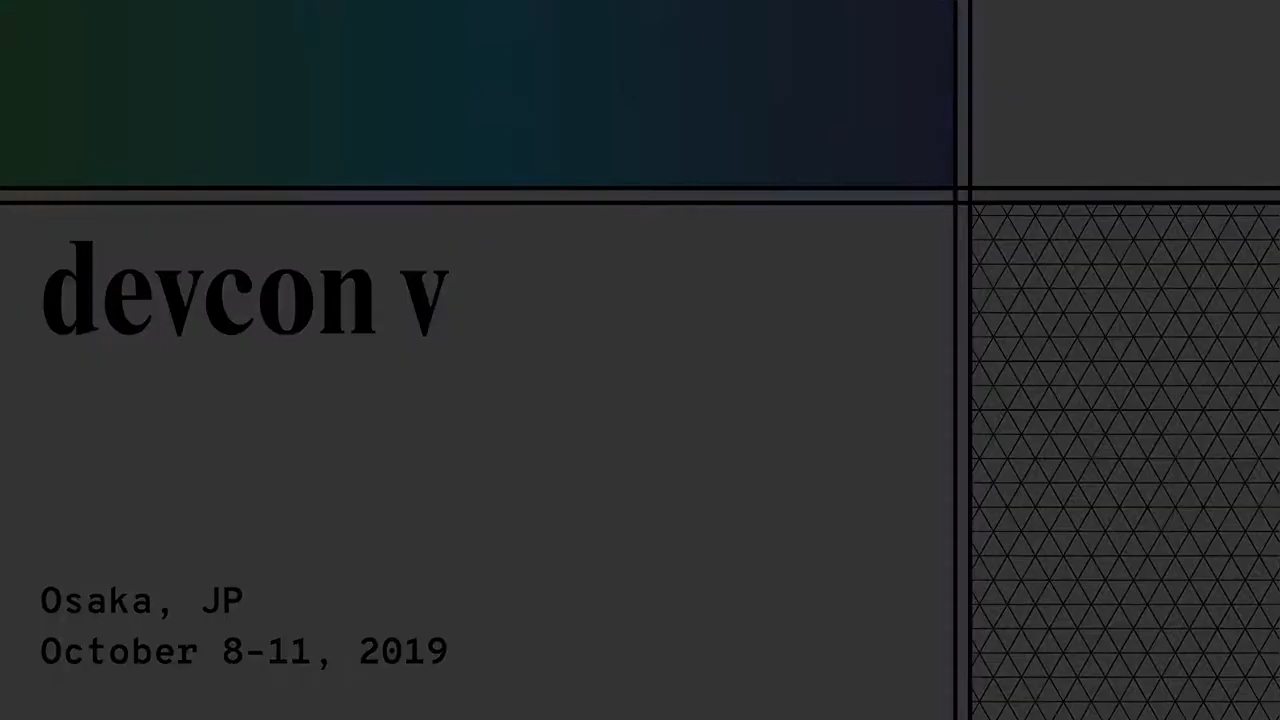 devcon v
Osaka, JP
October 8-11, 2019